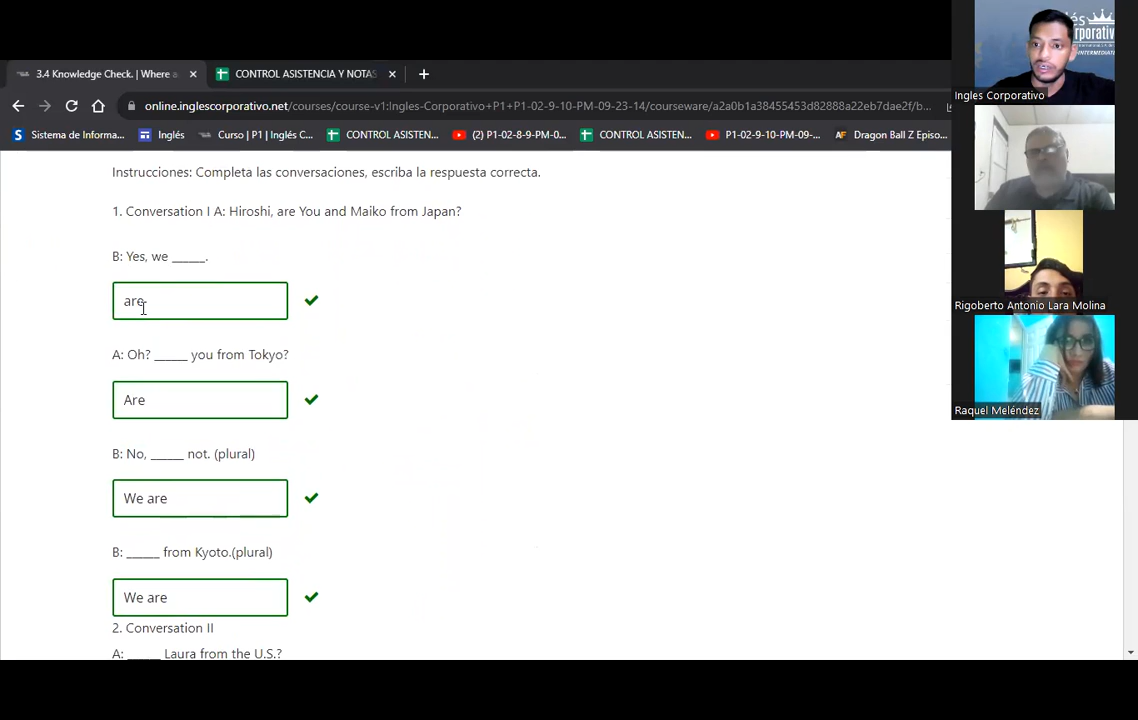 3.4 Knowledge Check. | Where a
CONTROL ASISTENCIA Y NOTAS
online.inglescorporativo.net/courses/course-v1:Ingles-Corporativo+P1+P1-02-9-10-PM-09-23-14/courseware/a2a0b1a38455453d82888a22eb7dae2f/b...
Sistema de Informa... Inglés Curso | P1 | Inglés C... CONTROL ASISTEN... (2) P1-02-8-9-PM-0... CONTROL ASISTEN... P1-02-9-10-PM-09-... Dragon Ball Z Episo...
Instrucciones: Completa las conversaciones, escriba la respuesta correcta.
1. Conversation I A: Hiroshi, are You and Maiko from Japan?
B: Yes, we _____.
are
A: Oh? _____ you from Tokyo?
Are
B: No, _____ not. (plural)
We are
B: _____ from Kyoto.(plural)
We are
2. Conversation II
A: _____ Laura from the U.S.?
Ingles Corporativo
Rigoberto Antonio Lara Molina
Raquel Meléndez